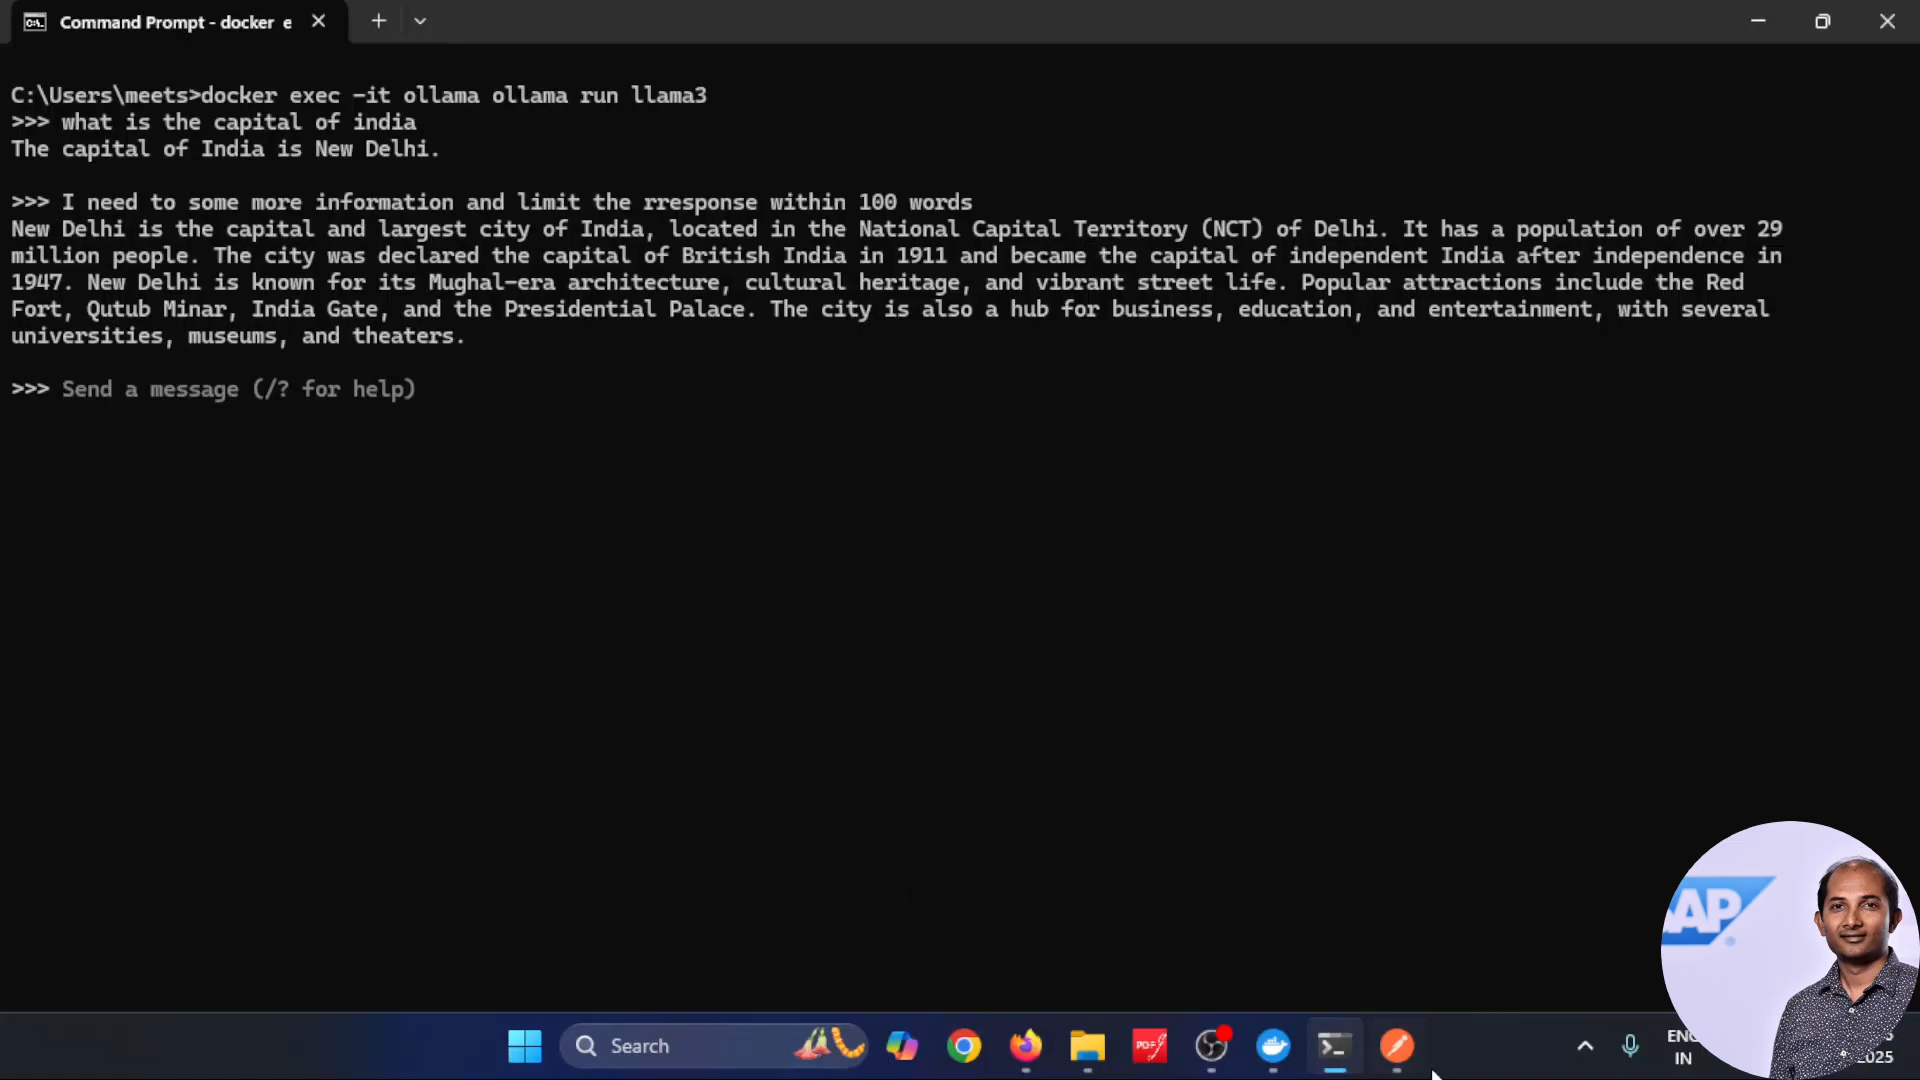 Command Prompt - docker e
C:\Users\meets>docker exec -it ollama ollama run llama3
>>> what is the capital of india
The capital of India is New Delhi.
>>> I need to some more information and limit the rresponse within 100 words
New Delhi is the capital and largest city of India, located in the National Capital Territory (NCT) of Delhi. It has a population of over 29
million people. The city was declared the capital of British India in 1911 and became the capital of independent India after independence in
1947. New Delhi is known for its Mughal-era architecture, cultural heritage, and vibrant street life. Popular attractions include the Red
Fort, Qutub Minar, India Gate, and the Presidential Palace. The city is also a hub for business, education, and entertainment, with several
universities, museums, and theaters.
>>> Send a message (/? for help)
AP
Search
PDF
ENG
IN
2025